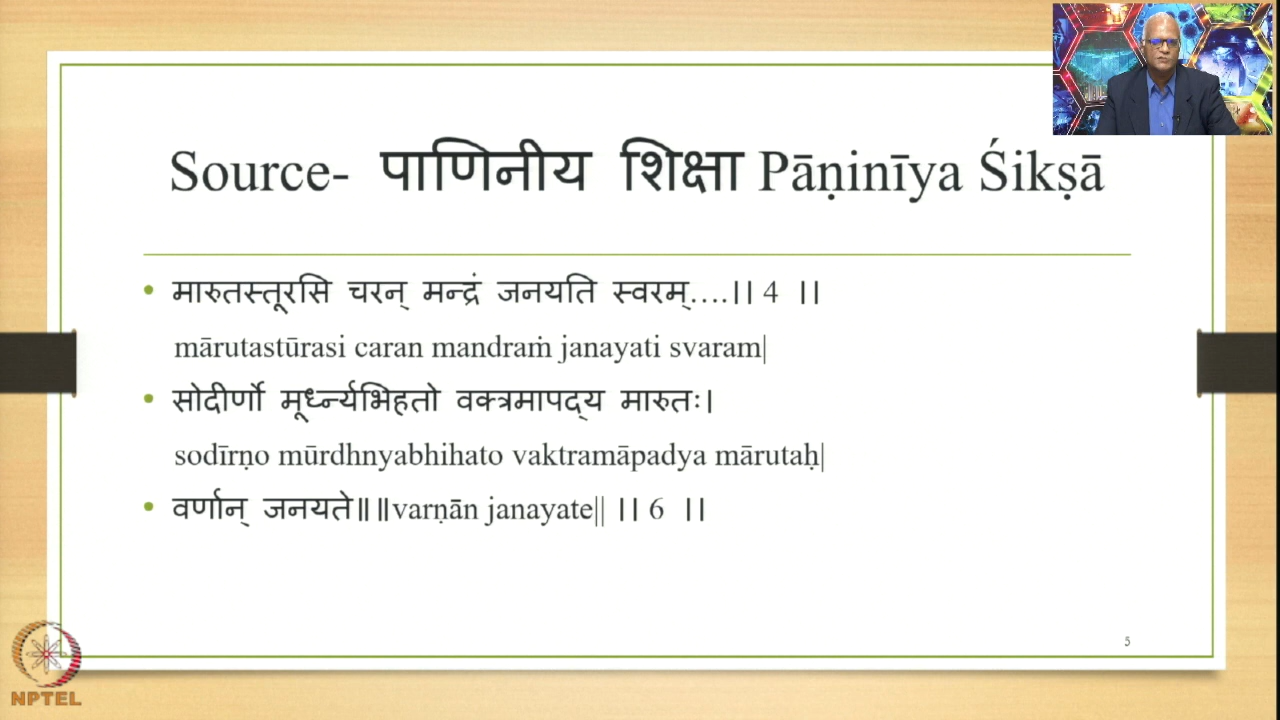 Source- पाणिनीय शिक्षा Pāṇinīya Śikṣā
• मारुतस्तूरसि चरन् मन्द्रं जनयति स्वरम्....।। 4 ।।
mārutastūrasi caran mandraṁ janayati svaram|
• सोदीर्णो मूर्ध्न्यभिहतो वक्त्रमापद्य मारुतः।
sodīrṇo mūrdhnyabhihato vaktramāpadya mārutaḥ|
• वर्णान् जनयते॥॥varṇān janayate|| ।। 6 ।।
5
NPTEL